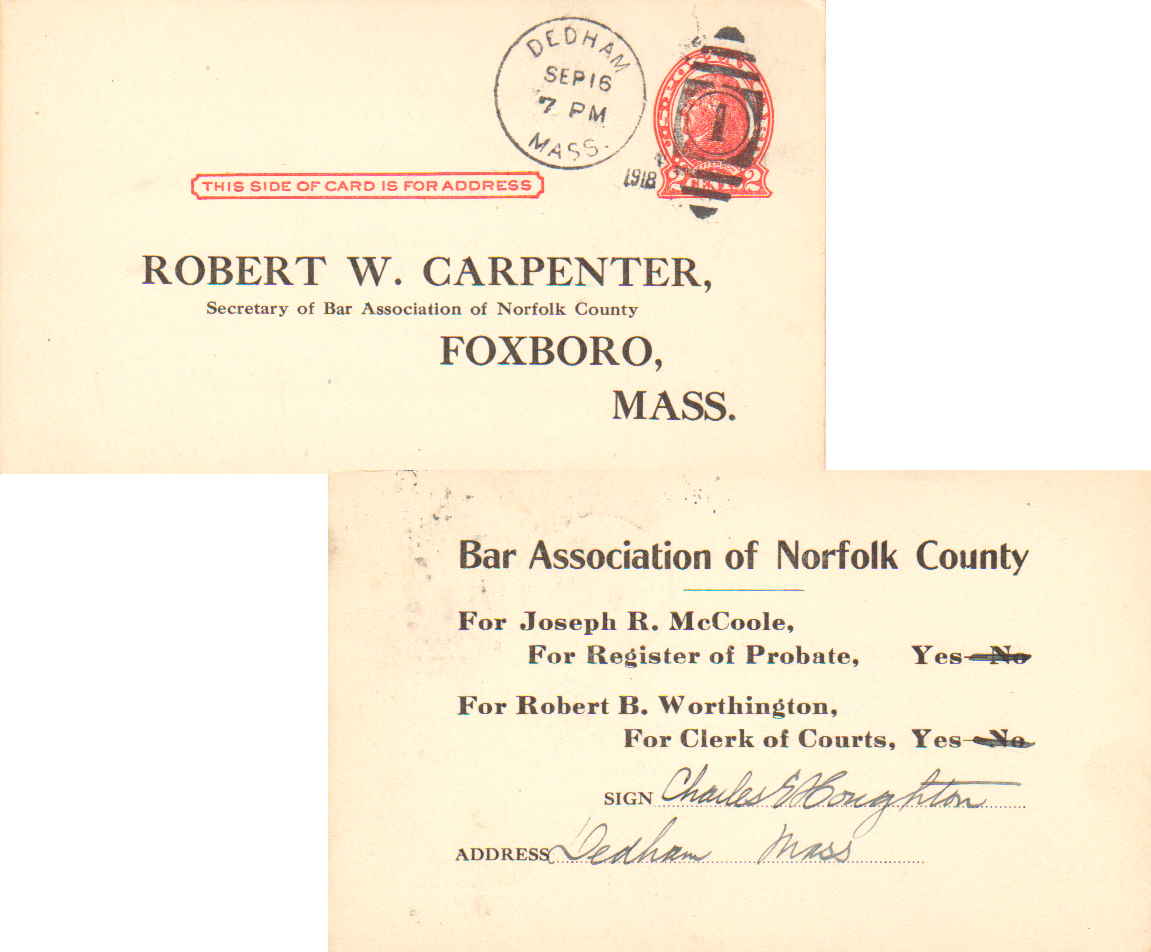 DEDHAM
SEP 16
7 PM
MASS.
1918
1
2 2
THIS SIDE OF CARD IS FOR ADDRESS
ROBERT W. CARPENTER,
Secretary of Bar Association of Norfolk County
FOXBORO,
MASS.
Bar Association of Norfolk County
For Joseph R. McCoole,
For Register of Probate, Yes—No
For Robert B. Worthington,
For Clerk of Courts, Yes—No
SIGN Charles E Houghton
ADDRESS Dedham Mass